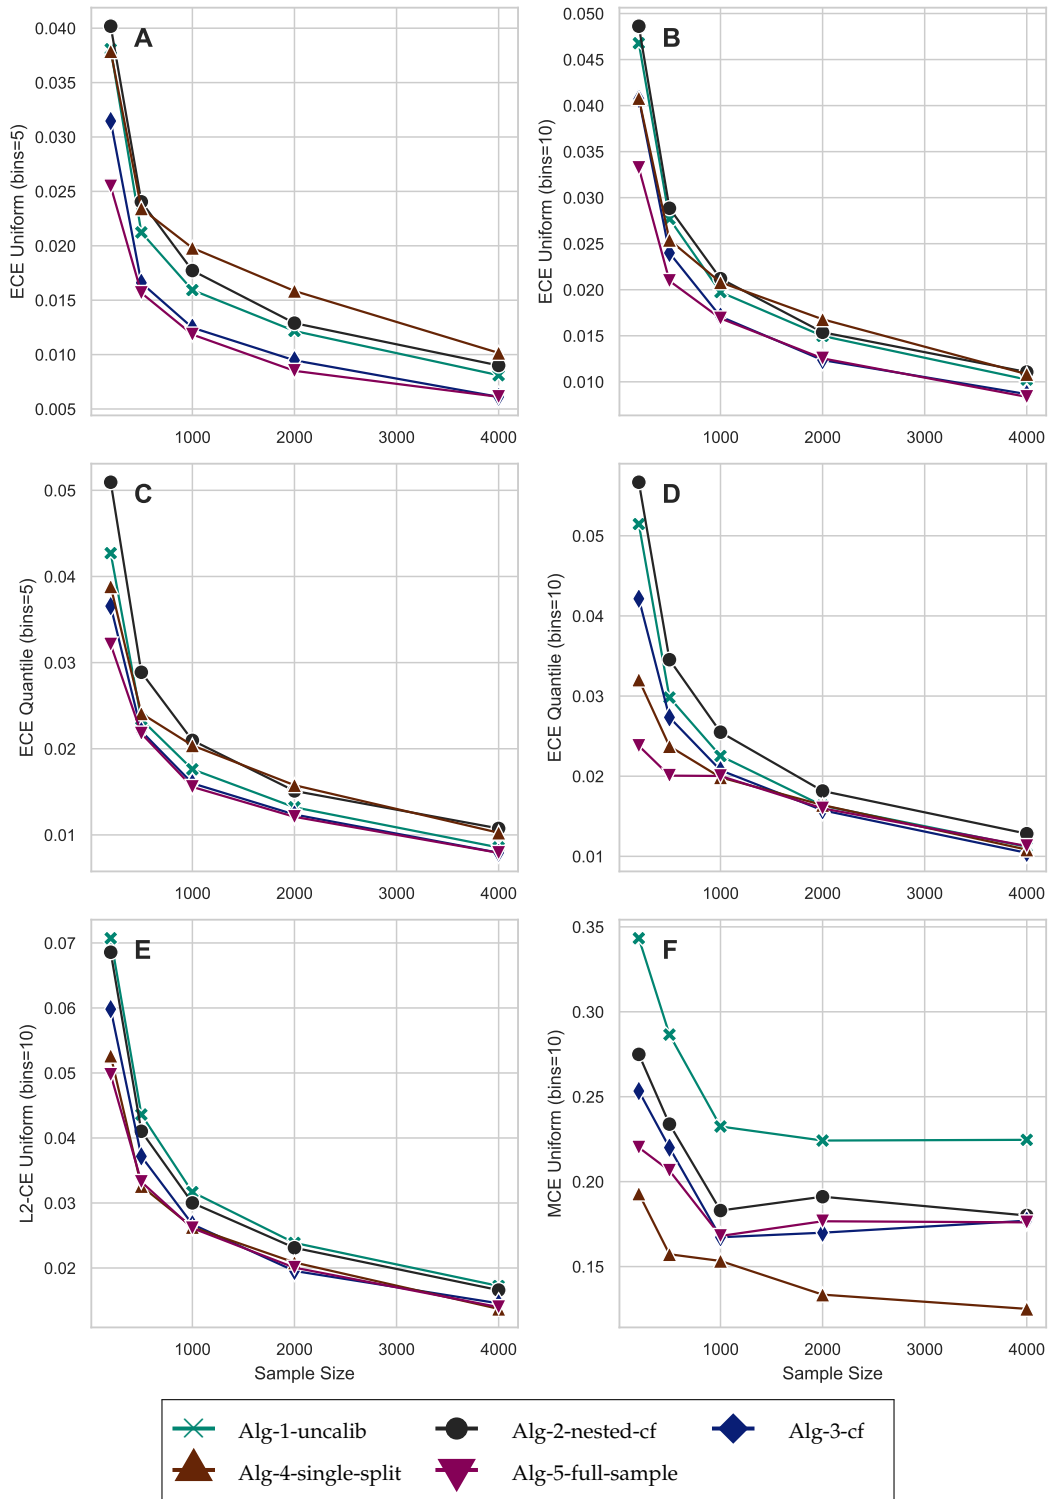 A
ECE Uniform (bins=5)
0.040
0.035
0.030
0.025
0.020
0.015
0.010
0.005
1000 2000 3000 4000
B
ECE Uniform (bins=10)
0.050
0.045
0.040
0.035
0.030
0.025
0.020
0.015
0.010
1000 2000 3000 4000
C
ECE Quantile (bins=5)
0.05
0.04
0.03
0.02
0.01
1000 2000 3000 4000
D
ECE Quantile (bins=10)
0.05
0.04
0.03
0.02
0.01
1000 2000 3000 4000
E
L2-CE Uniform (bins=10)
0.07
0.06
0.05
0.04
0.03
0.02
1000 2000 3000 4000
Sample Size
F
MCE Uniform (bins=10)
0.35
0.30
0.25
0.20
0.15
1000 2000 3000 4000
Sample Size
Alg-1-uncalib Alg-2-nested-cf Alg-3-cf
Alg-4-single-split Alg-5-full-sample